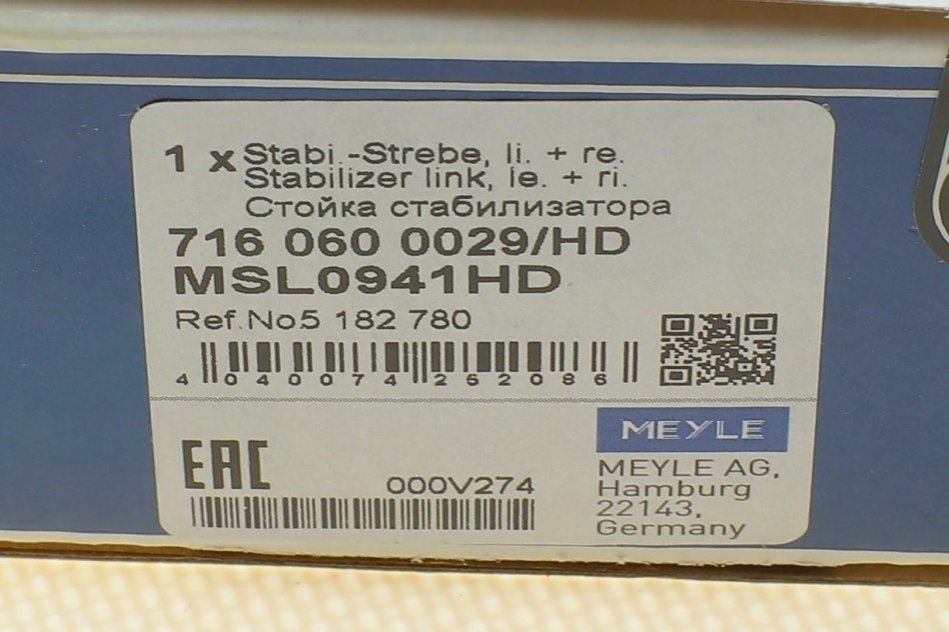 1 x Stabi.-Strebe, li. + re.
Stabilizer link, le. + ri.
Стойка стабилизатора
716 060 0029/HD
MSL0941HD
Ref.No5 182 780
4 040074 262086
EAC
000V274
MEYLE
MEYLE AG,
Hamburg
22143,
Germany